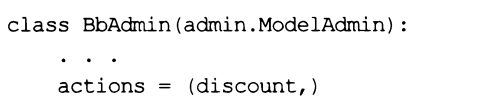 class BbAdmin(admin.ModelAdmin):
    . . .
    actions = (discount,)